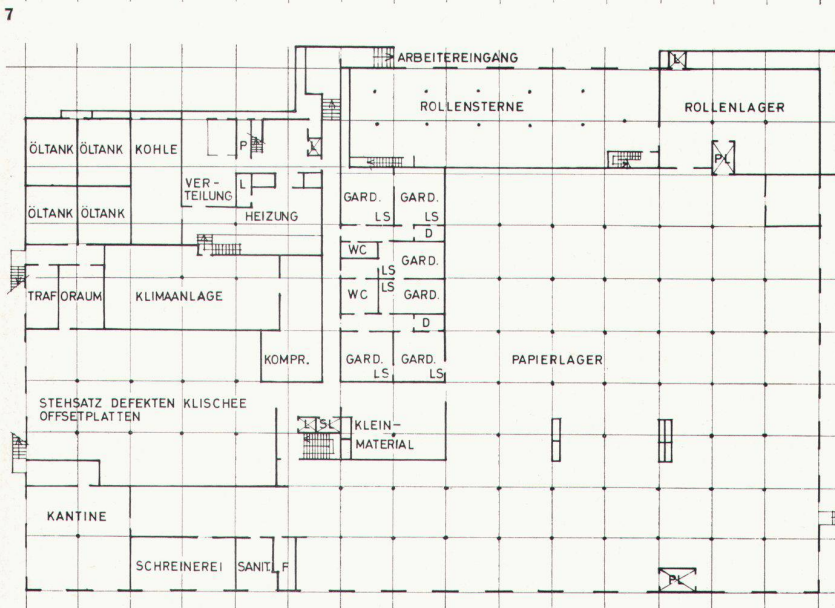 7
ARBEITEREINGANG
L
ROLLENSTERNE
ROLLENLAGER
ÖLTANK ÖLTANK KOHLE
P
L
PL
VER-
TEILUNG
L
HEIZUNG
ÖLTANK ÖLTANK
GARD. GARD.
LS LS
D
WC
GARD.
LS
LS
WC
GARD.
D
TRAFORAUM KLIMAANLAGE
KOMPR.
GARD. GARD.
LS LS
PAPIERLAGER
STEHSATZ DEFEKTEN KLISCHEE
OFFSETPLATTEN
L SL KLEIN-
MATERIAL
KANTINE
SCHREINEREI SANIT. F
PL